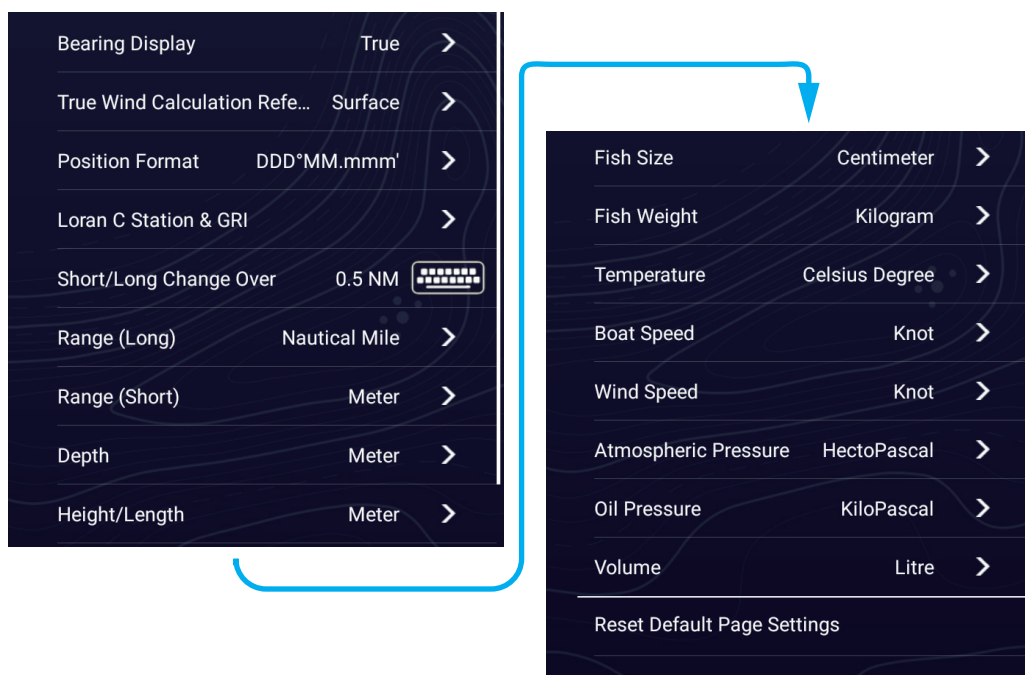 Bearing Display True
True Wind Calculation Refe... Surface
Position Format DDD°MM.mmm'
Loran C Station & GRI
Short/Long Change Over 0.5 NM
Range (Long) Nautical Mile
Range (Short) Meter
Depth Meter
Height/Length Meter
Fish Size Centimeter
Fish Weight Kilogram
Temperature Celsius Degree
Boat Speed Knot
Wind Speed Knot
Atmospheric Pressure HectoPascal
Oil Pressure KiloPascal
Volume Litre
Reset Default Page Settings